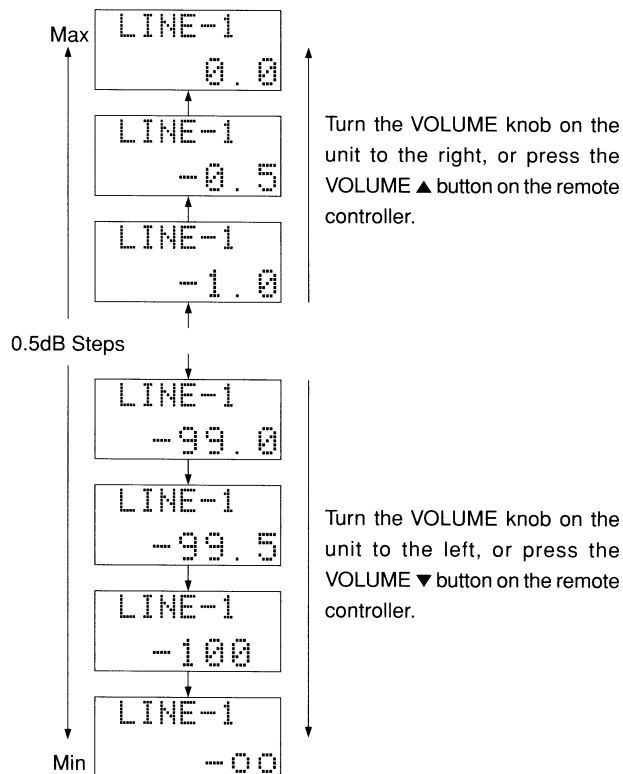 Max
LINE-1
0.0
LINE-1
-0.5
LINE-1
-1.0
Turn the VOLUME knob on the
unit to the right, or press the
VOLUME ▲ button on the remote
controller.
0.5dB Steps
LINE-1
-99.0
LINE-1
-99.5
LINE-1
-100
LINE-1
-oo
Turn the VOLUME knob on the
unit to the left, or press the
VOLUME ▼ button on the remote
controller.
Min